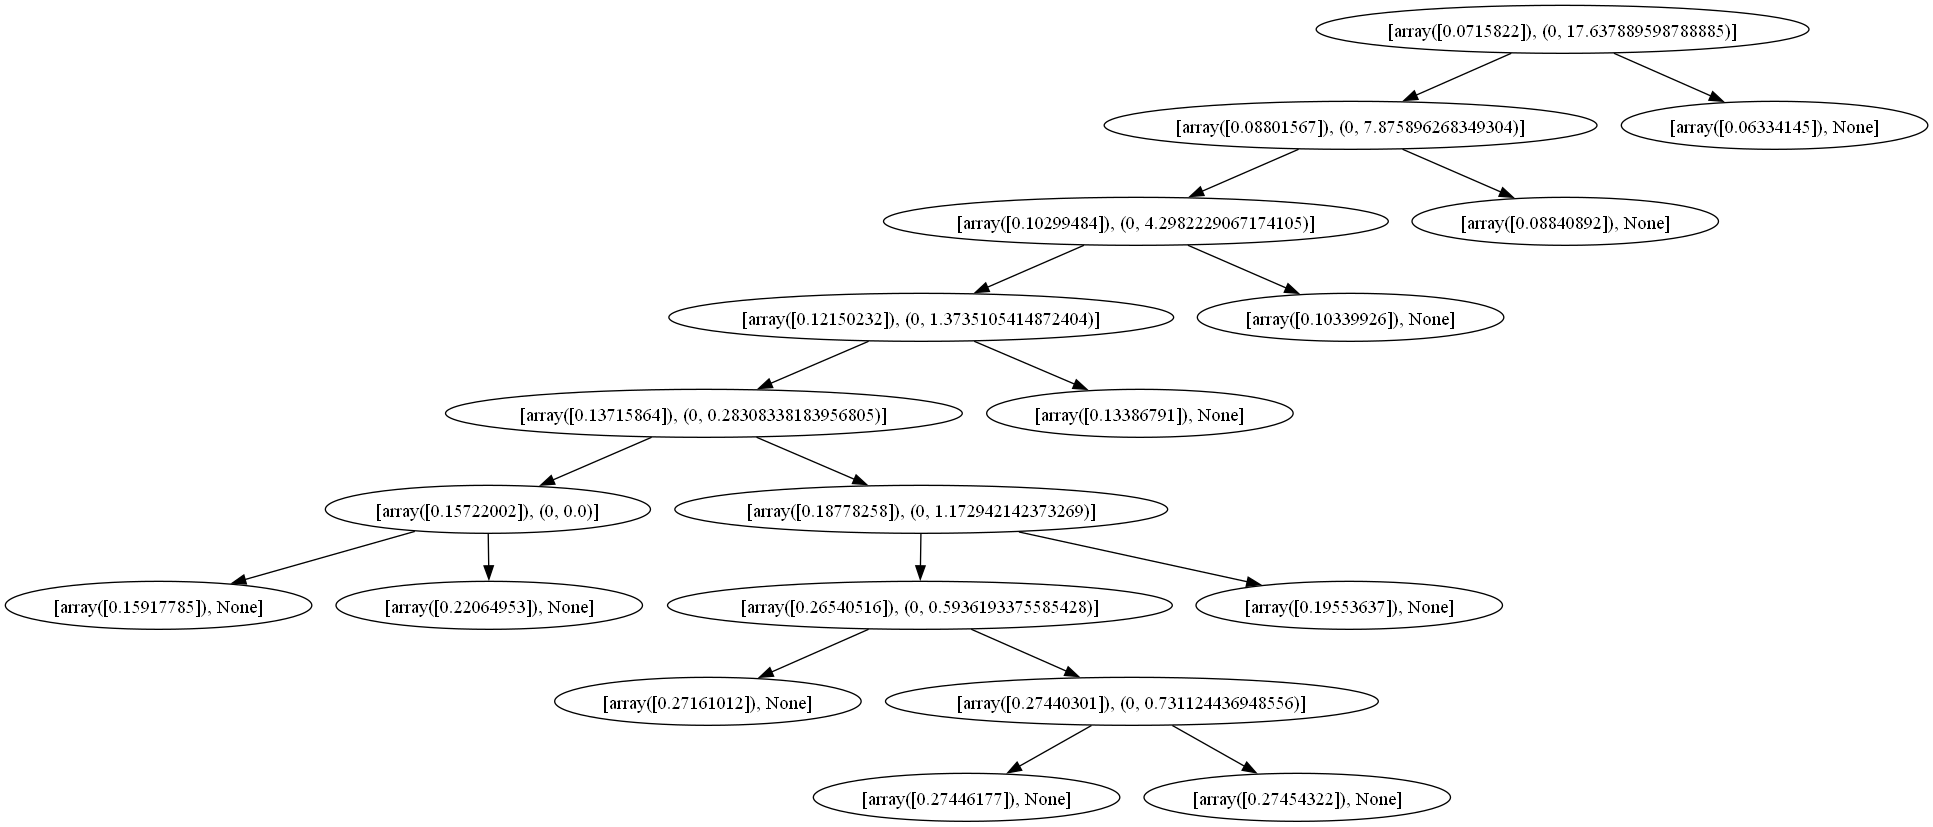 [array([0.0715822]), (0, 17.637889598788885)]
[array([0.08801567]), (0, 7.875896268349304)]
[array([0.06334145]), None]
[array([0.10299484]), (0, 4.2982229067174105)]
[array([0.08840892]), None]
[array([0.12150232]), (0, 1.3735105414872404)]
[array([0.10339926]), None]
[array([0.13715864]), (0, 0.28308338183956805)]
[array([0.13386791]), None]
[array([0.15722002]), (0, 0.0)]
[array([0.18778258]), (0, 1.172942142373269)]
[array([0.15917785]), None]
[array([0.22064953]), None]
[array([0.26540516]), (0, 0.5936193375585428)]
[array([0.19553637]), None]
[array([0.27161012]), None]
[array([0.27440301]), (0, 0.731124436948556)]
[array([0.27446177]), None]
[array([0.27454322]), None]